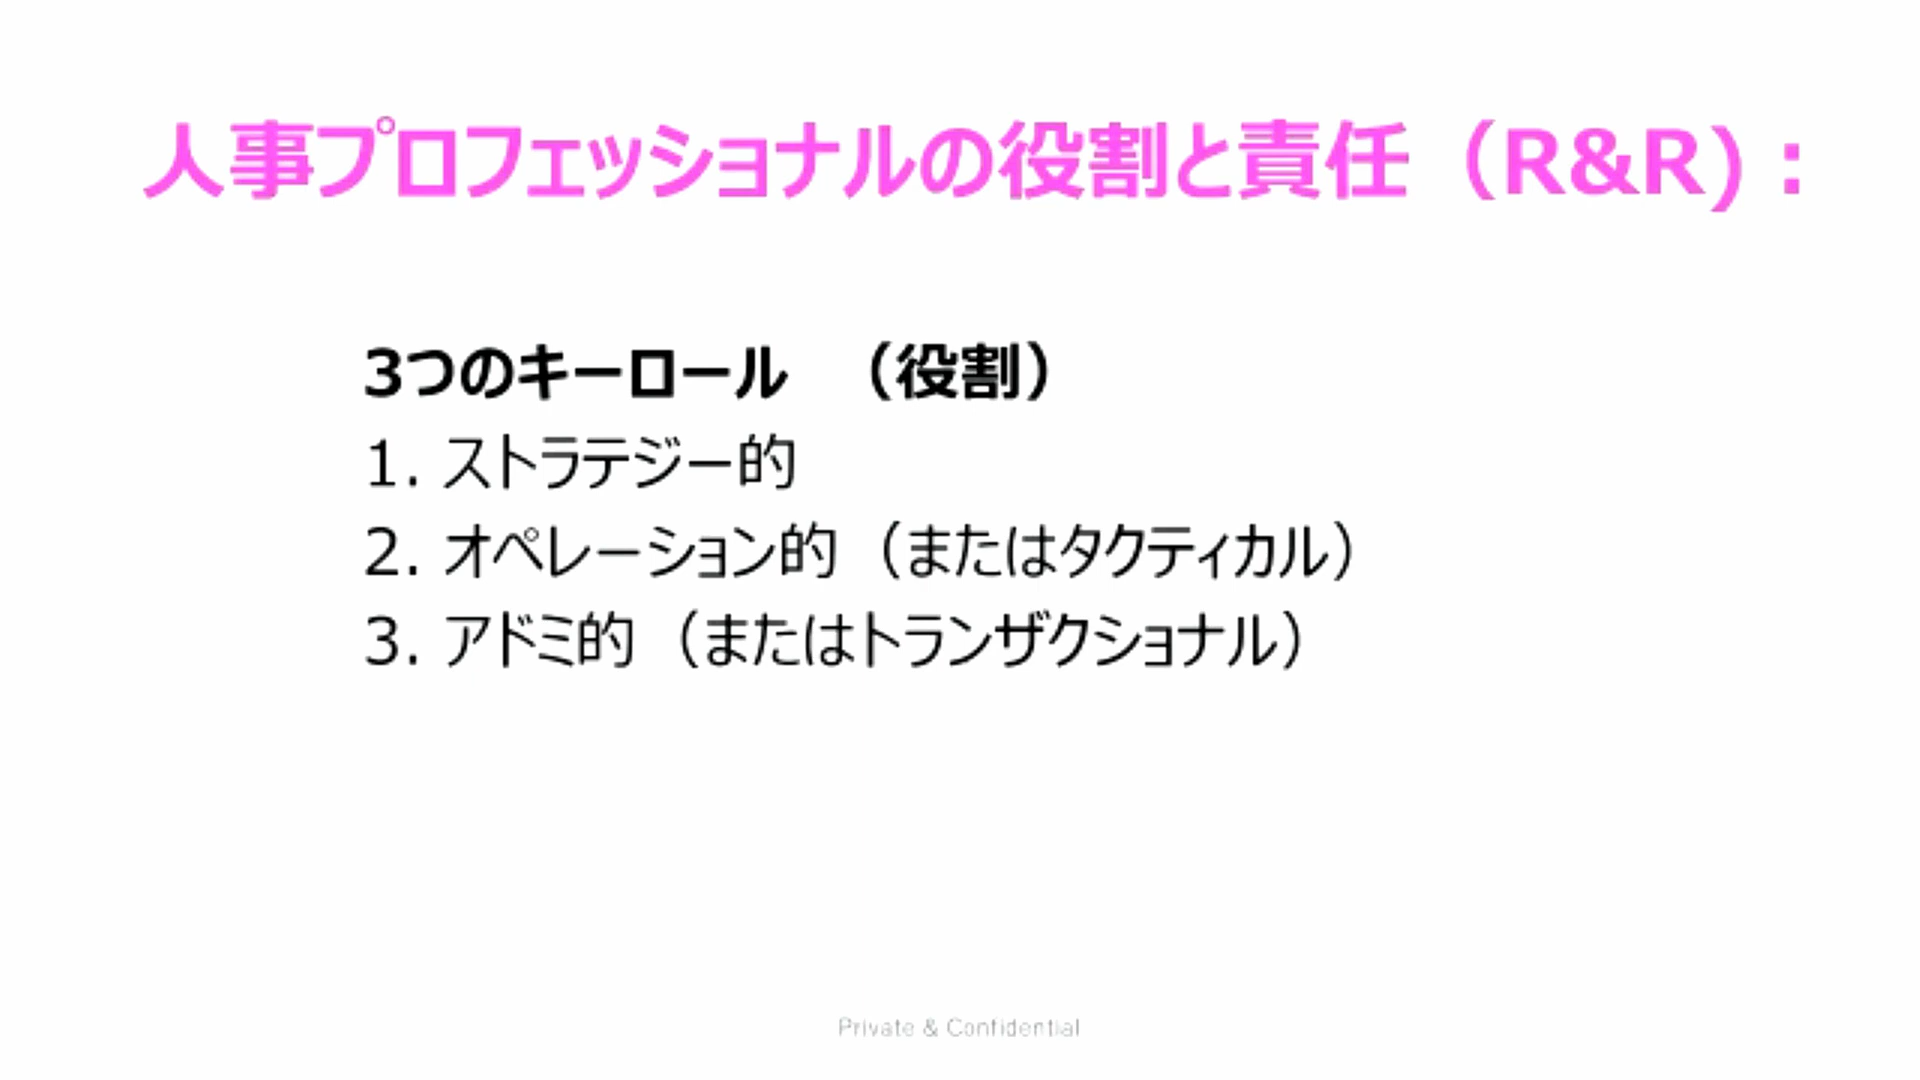 人事プロフェッショナルの役割と責任（R&R)：
3つのキーロール　（役割）
1. ストラテジー的
2. オペレーション的（またはタクティカル）
3. アドミ的（またはトランザクショナル）
Private & Confidential